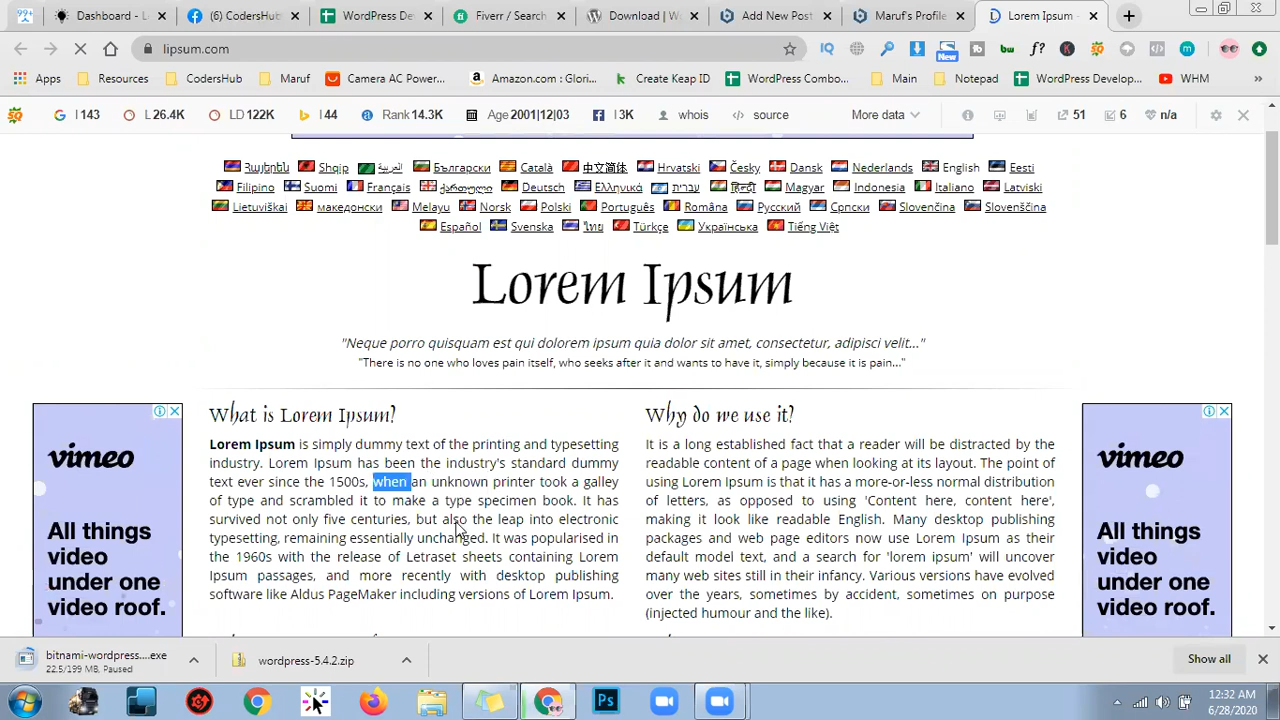 Dashboard - L
(6) CodersHub
WordPress De
Fiverr / Search
Download | W
Add New Post
Maruf's Profile
Lorem Ipsum -
lipsum.com
New
Apps
Resources
CodersHub
Maruf
Camera AC Powe...
Amazon.com : Glori...
Create Keap ID
WordPress Combo...
Main
Notepad
WordPress Develop...
WHM
»
I 143
L 26.4K
LD 122K
I 44
Rank 14.3K
Age 2001|12|03
I 3K
whois
source
More data
51
6
n/a
Հայերեն Shqip العربية Български Català 中文简体 Hrvatski Česky Dansk Nederlands English Eesti
Filipino Suomi Français ქართული Deutsch Ελληνικά עברית हिन्दी Magyar Indonesia Italiano Latviski
Lietuviškai македонски Melayu Norsk Polski Português Româna Русский Српски Slovenčina Slovenščina
Español Svenska ไทย Türkçe Українська Tiếng Việt
Lorem Ipsum
"Neque porro quisquam est qui dolorem ipsum quia dolor sit amet, consectetur, adipisci velit..."
"There is no one who loves pain itself, who seeks after it and wants to have it, simply because it is pain..."
What is Lorem Ipsum?
Lorem Ipsum is simply dummy text of the printing and typesetting
industry. Lorem Ipsum has been the industry's standard dummy
text ever since the 1500s, when an unknown printer took a galley
of type and scrambled it to make a type specimen book. It has
survived not only five centuries, but also the leap into electronic
typesetting, remaining essentially unchanged. It was popularised in
the 1960s with the release of Letraset sheets containing Lorem
Ipsum passages, and more recently with desktop publishing
software like Aldus PageMaker including versions of Lorem Ipsum.
Why do we use it?
It is a long established fact that a reader will be distracted by the
readable content of a page when looking at its layout. The point of
using Lorem Ipsum is that it has a more-or-less normal distribution
of letters, as opposed to using 'Content here, content here',
making it look like readable English. Many desktop publishing
packages and web page editors now use Lorem Ipsum as their
default model text, and a search for 'lorem ipsum' will uncover
many web sites still in their infancy. Various versions have evolved
over the years, sometimes by accident, sometimes on purpose
(injected humour and the like).
vimeo
All things
video
under one
video roof.
vimeo
All things
video
under one
video roof.
bitnami-wordpress....exe
22.5/199 MB, Paused
wordpress-5.4.2.zip
Show all
Ps
12:32 AM
6/28/2020